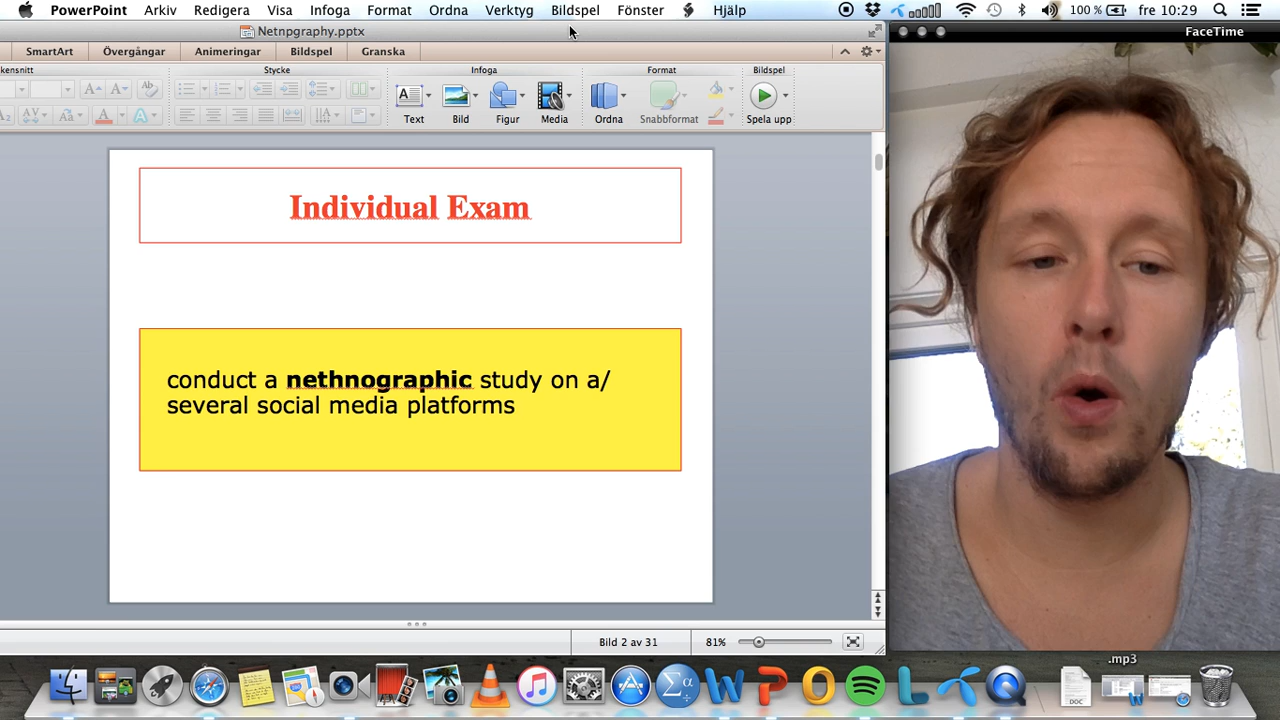 PowerPoint Arkiv Redigera Visa Infoga Format Ordna Verktyg Bildspel Fönster Hjälp 100 % fre 10:29
Netnpgraphy.pptx
FaceTime
SmartArt Övergångar Animeringar Bildspel Granska
kensnitt Stycke Infoga Format Bildspel
Text Bild Figur Media Ordna Snabbformat Spela upp
Individual Exam
conduct a nethnographic study on a/
several social media platforms
Bild 2 av 31 81%
.mp3
DOC